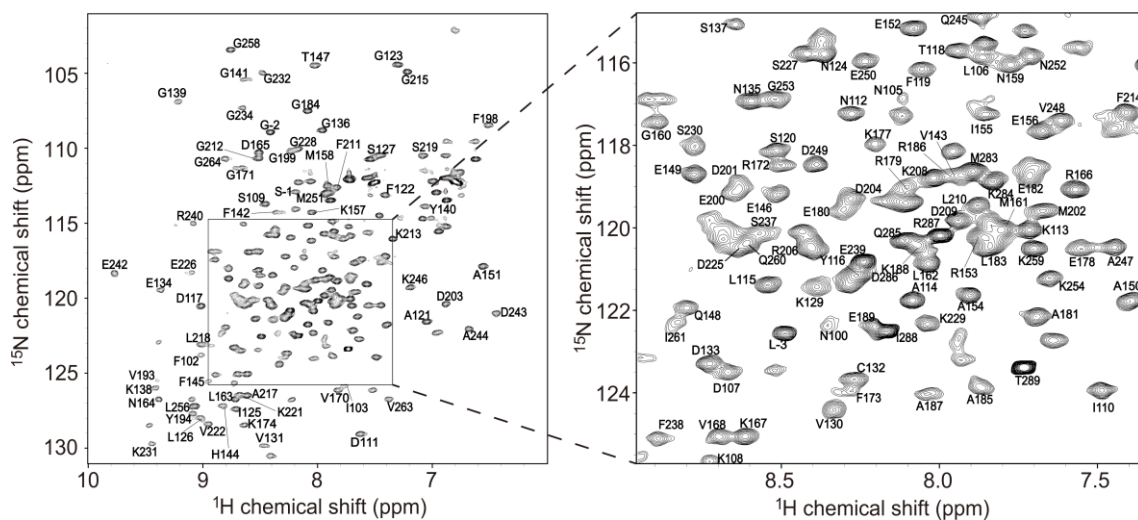 G258
T147
G123
G141
G232
G215
G139
G184
G234
G-2
G136
F198
G212
D165
G228
M158
F211
S127
S219
G264
G199
G171
S109
S-1
M251
F122
F142
K157
Y140
R240
K213
E242
E226
E134
K246
A151
D117
D203
A121
D243
A244
L218
F102
V193
F145
K138
N164
L163
A217
V170
I103
V263
L256
I125
K221
Y194
L126
V222
K174
D111
K231
H144
V131
105
110
115
120
125
130
15N chemical shift (ppm)
10
9
8
7
1H chemical shift (ppm)
S137
E152
Q245
T118
S227
N124
E250
L106
N159
N252
F119
N135
G253
N105
N112
F214
G160
I155
E156
V248
S230
K177
V143
S120
R186
E149
R172
D249
R179
M283
D201
K208
K284
E182
R166
E200
E146
D204
L210
M161
E180
D209
M202
S237
Q285
R287
K113
R206
Y116
E239
D225
Q260
K188
L162
R153
L183
K259
E178
A247
D286
L115
A114
K254
K129
A154
A150
Q148
E189
K229
A181
I261
N100
I288
L-3
D133
C132
T289
D107
F173
A187
A185
I110
V130
F238
V168
K167
K108
116
118
120
122
124
15N chemical shift (ppm)
8.5
8.0
7.5
1H chemical shift (ppm)